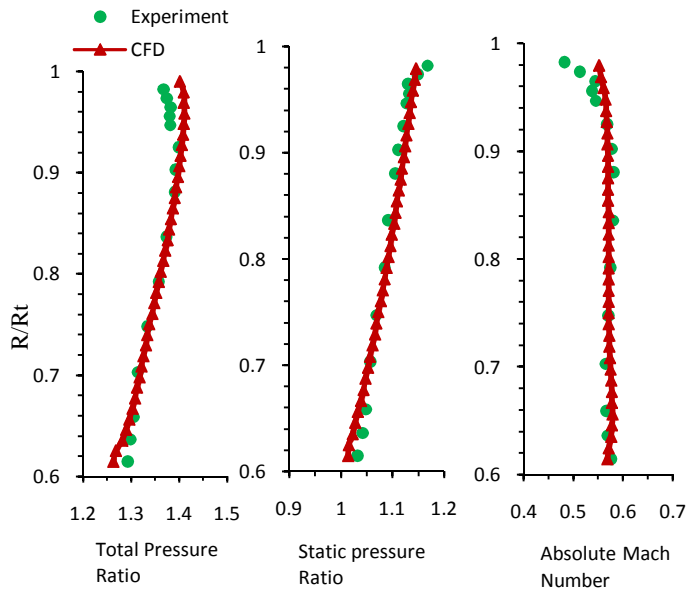 Experiment
CFD
R/Rt
1
0.9
0.8
0.7
0.6
1.2 1.3 1.4 1.5
Total Pressure
Ratio
1
0.9
0.8
0.7
0.6
0.9 1 1.1 1.2
Static pressure
Ratio
1
0.9
0.8
0.7
0.6
0.4 0.5 0.6 0.7
Absolute Mach
Number